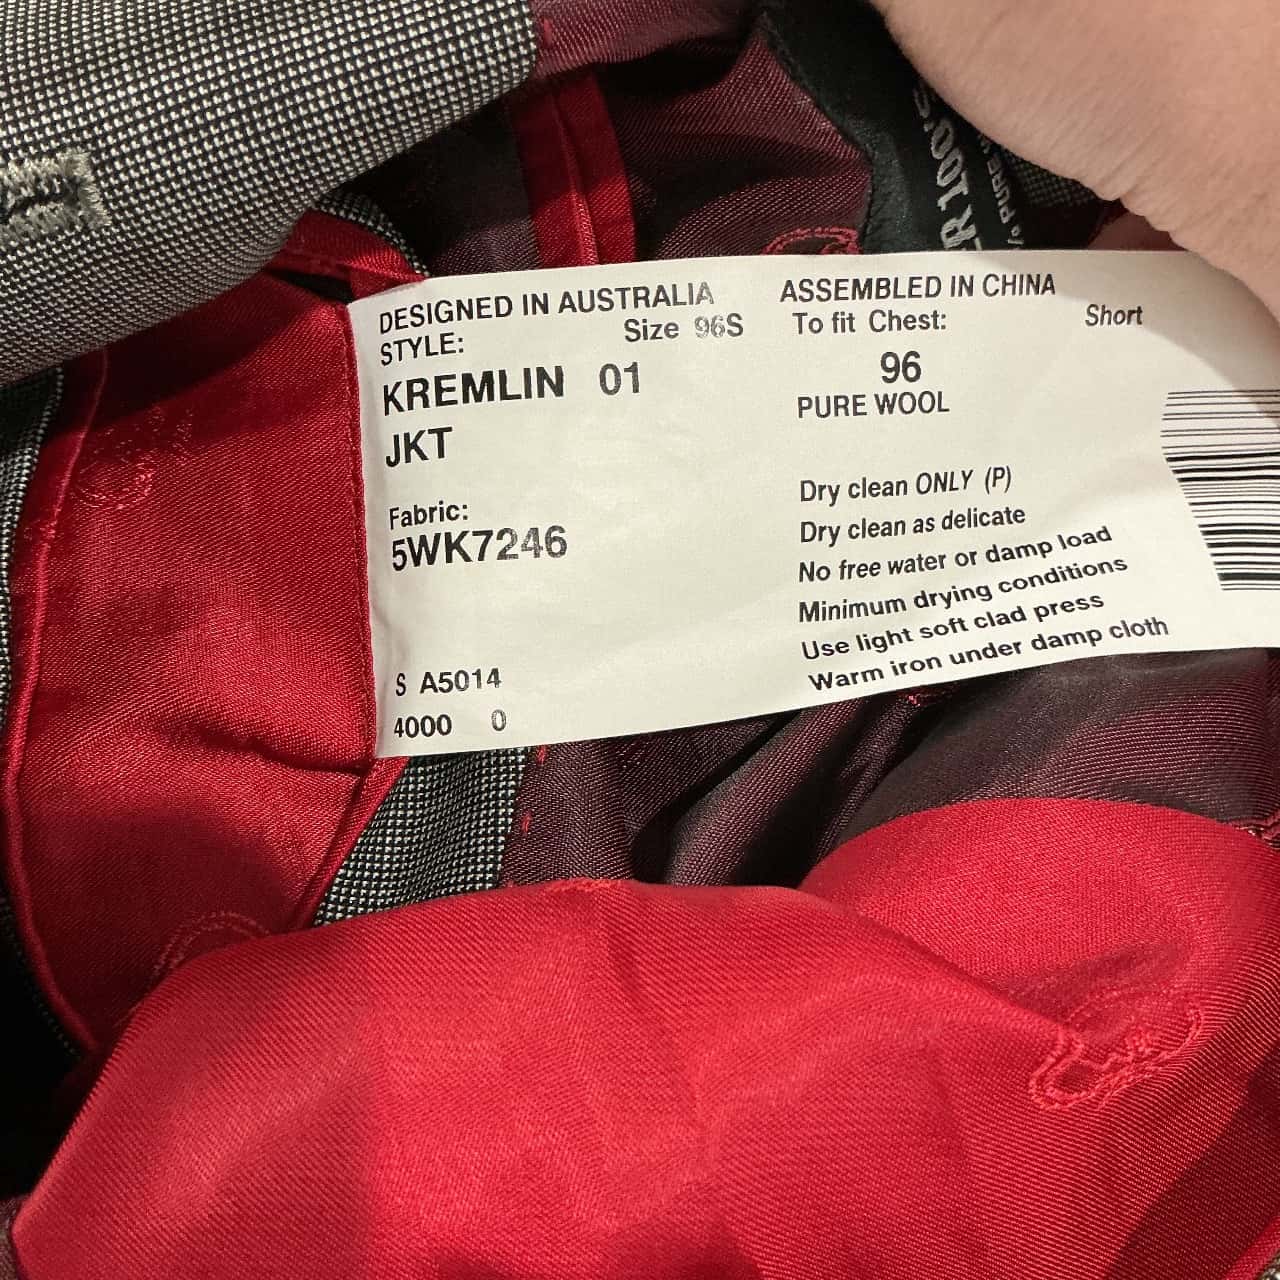 DESIGNED IN AUSTRALIA
STYLE: Size 96S
KREMLIN 01
JKT
Fabric:
5WK7246
S A5014
4000 0
ASSEMBLED IN CHINA
To fit Chest: Short
96
PURE WOOL
Dry clean ONLY (P)
Dry clean as delicate
No free water or damp load
Minimum drying conditions
Use light soft clad press
Warm iron under damp cloth
100's
PURE